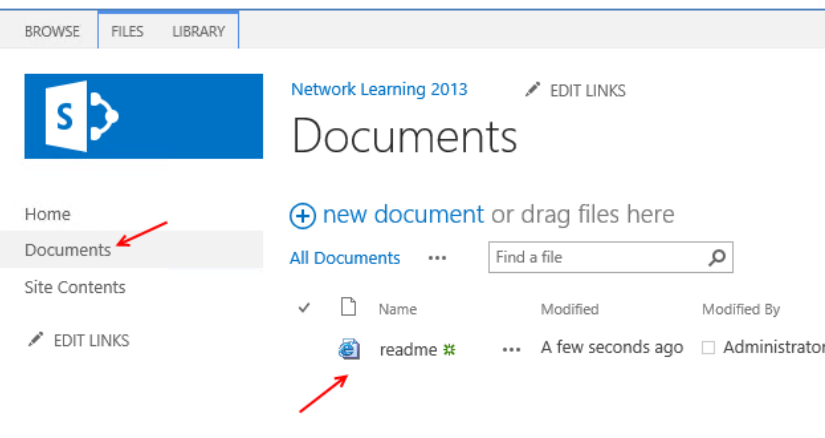 BROWSE FILES LIBRARY
S
Network Learning 2013 EDIT LINKS
Documents
Home
Documents
Site Contents
EDIT LINKS
new document or drag files here
All Documents ••• Find a file
Name Modified Modified By
readme ••• A few seconds ago Administrator